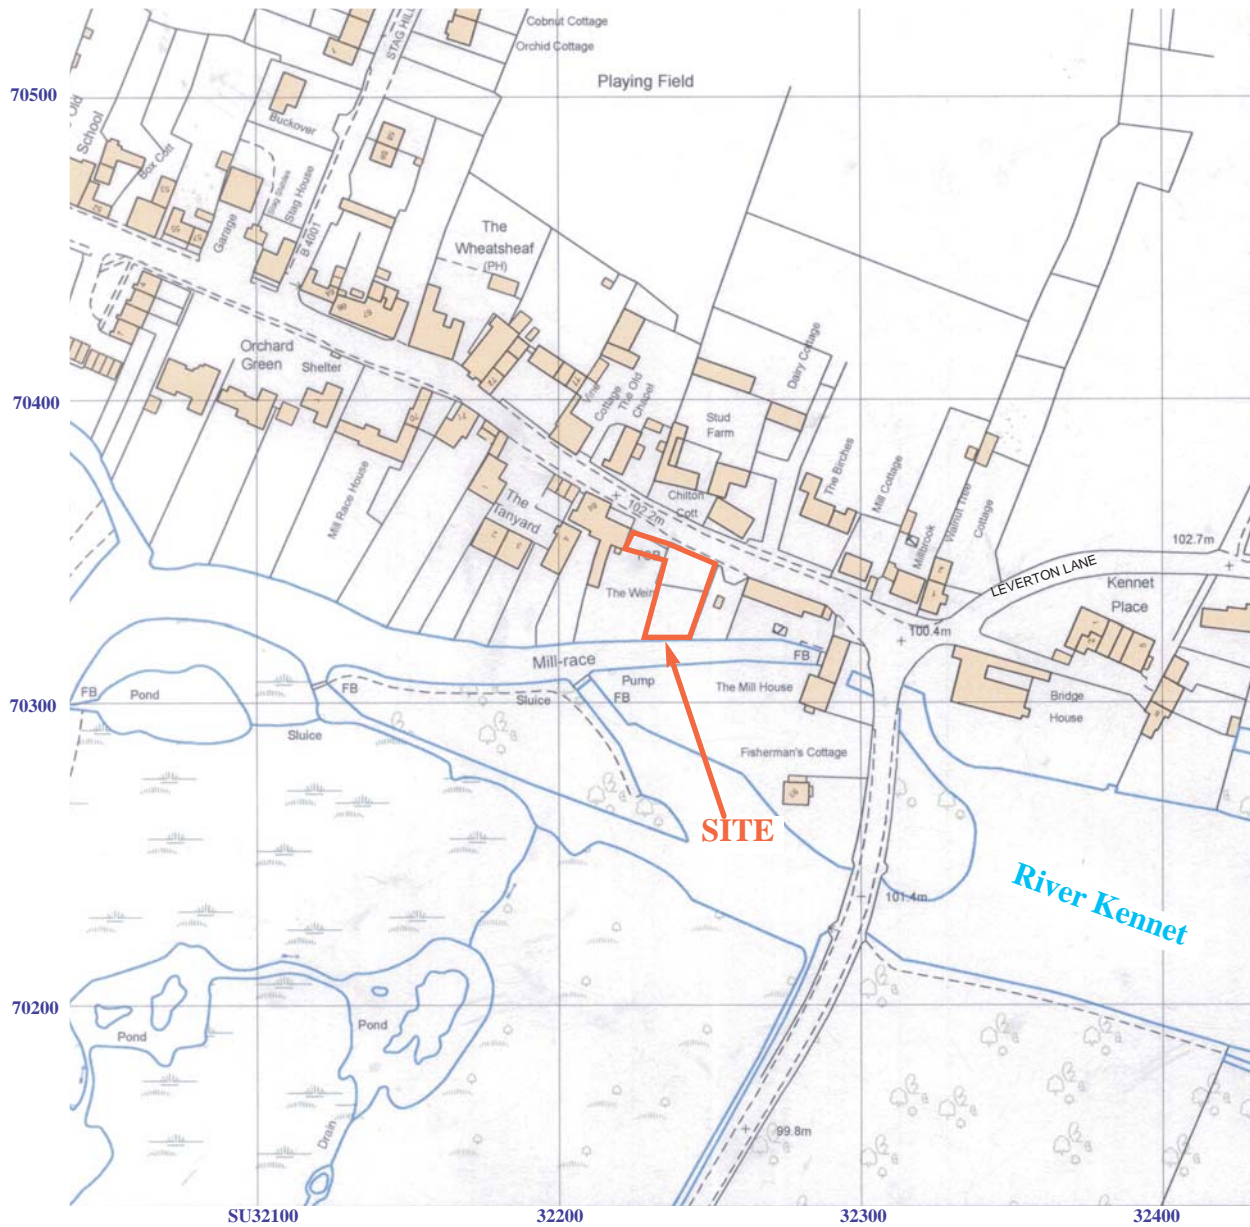 Cobnut Cottage
Orchid Cottage
STAG HILL
Playing Field
70500
Old
School
Buckover
Box Cott
Stag House
Garage
B 4001
The
Wheatsheaf
(PH)
Orchard
Green
Shelter
Dairy Cottage
70400
Vine
Cottage
The Old
Chapel
Stud
Farm
The Birches
Mill Cottage
Mill Race House
The
Tanyard
Chilton
Cott
102.2m
Millbrook
Walnut Tree
Cottage
102.7m
LEVERTON LANE
Kennet
Place
The Weir
100.4m
Mill-race
FB
Pump
FB
The Mill House
FB
Pond
FB
Sluice
Bridge
House
70300
Sluice
Fisherman's Cottage
SITE
River Kennet
101.4m
70200
Pond
Pond
Drain
99.8m
SU32100
32200
32300
32400